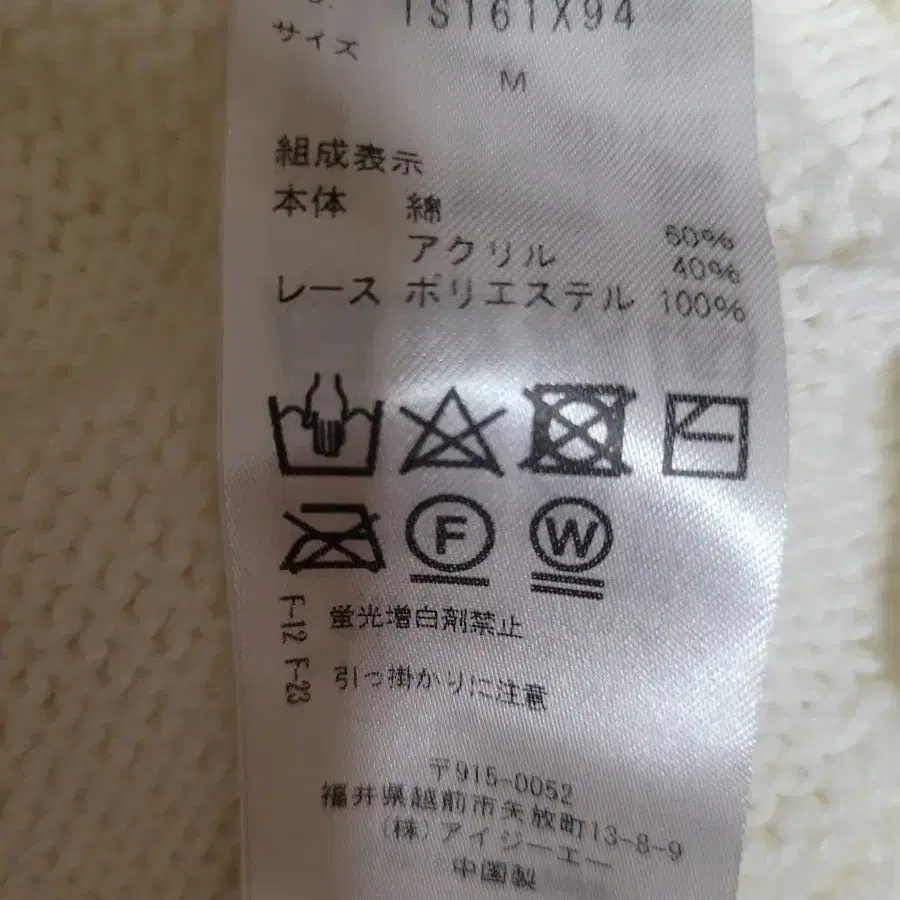 TS161X94
サイズ
M
組成表示
本体 綿 60%
アクリル 40%
レース ポリエステル 100%
F
W
F-12 蛍光増白剤禁止
F-23 引っ掛かりに注意
〒915-0052
福井県越前市矢放町13-8-9
(株)アイジーエー
中国製